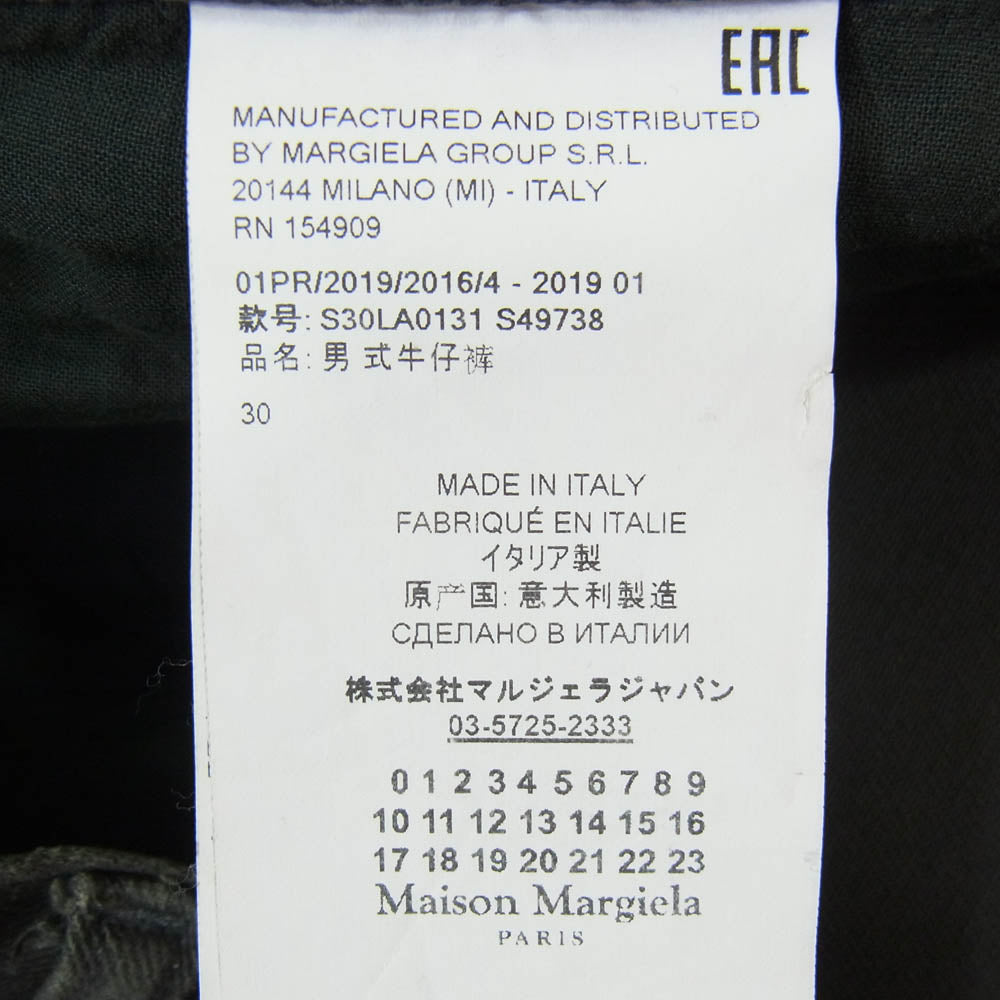 EAC
MANUFACTURED AND DISTRIBUTED
BY MARGIELA GROUP S.R.L.
20144 MILANO (MI) - ITALY
RN 154909
01PR/2019/2016/4 - 2019 01
款号: S30LA0131 S49738
品名: 男 式牛仔裤
30
MADE IN ITALY
FABRIQUÉ EN ITALIE
イタリア製
原产国: 意大利製造
СДЕЛАНО В ИТАЛИИ
株式会社マルジェラジャパン
03-5725-2333
0 1 2 3 4 5 6 7 8 9
10 11 12 13 14 15 16
17 18 19 20 21 22 23
Maison Margiela
PARIS